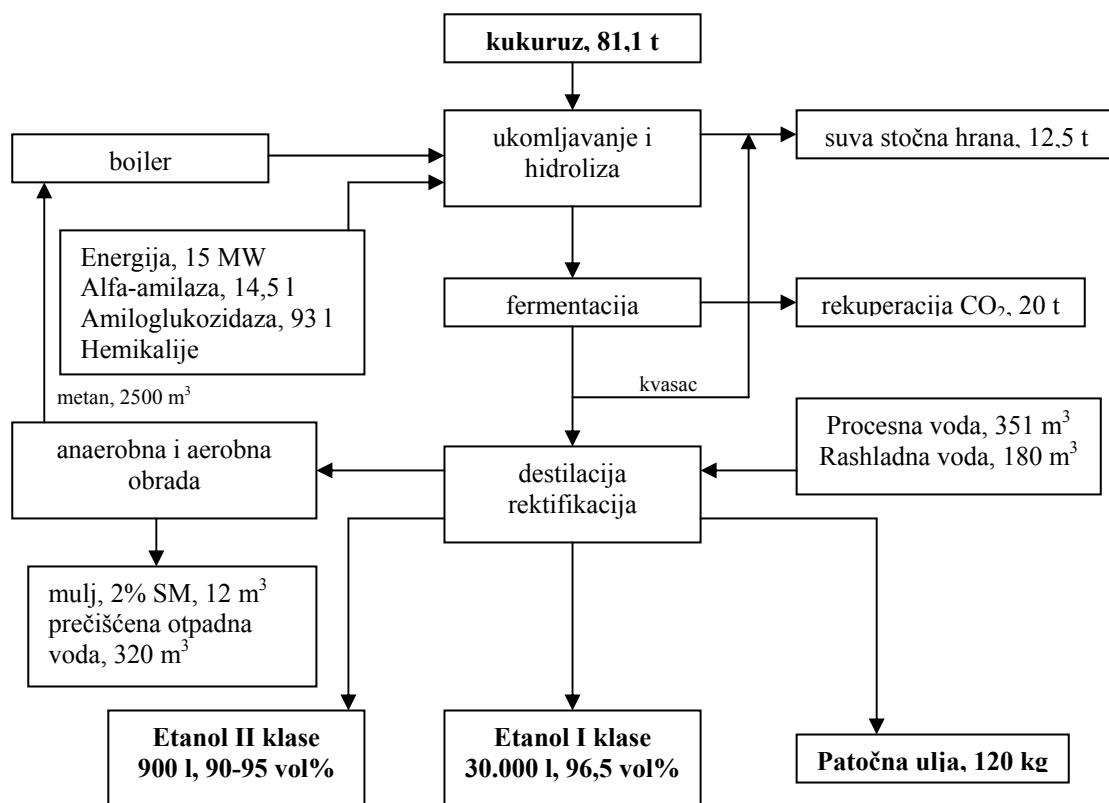 kukuruz, 81,1 t
ukomljavanje i
hidroliza
suva stočna hrana, 12,5 t
bojler
Energija, 15 MW
Alfa-amilaza, 14,5 l
Amiloglukozidaza, 93 l
Hemikalije
fermentacija
rekuperacija CO₂, 20 t
metan, 2500 m³
kvasac
Procesna voda, 351 m³
Rashladna voda, 180 m³
anaerobna i aerobna
obrada
destilacija
rektifikacija
mulj, 2% SM, 12 m³
prečišćena otpadna
voda, 320 m³
Etanol II klase
900 l, 90-95 vol%
Etanol I klase
30.000 l, 96,5 vol%
Patočna ulja, 120 kg